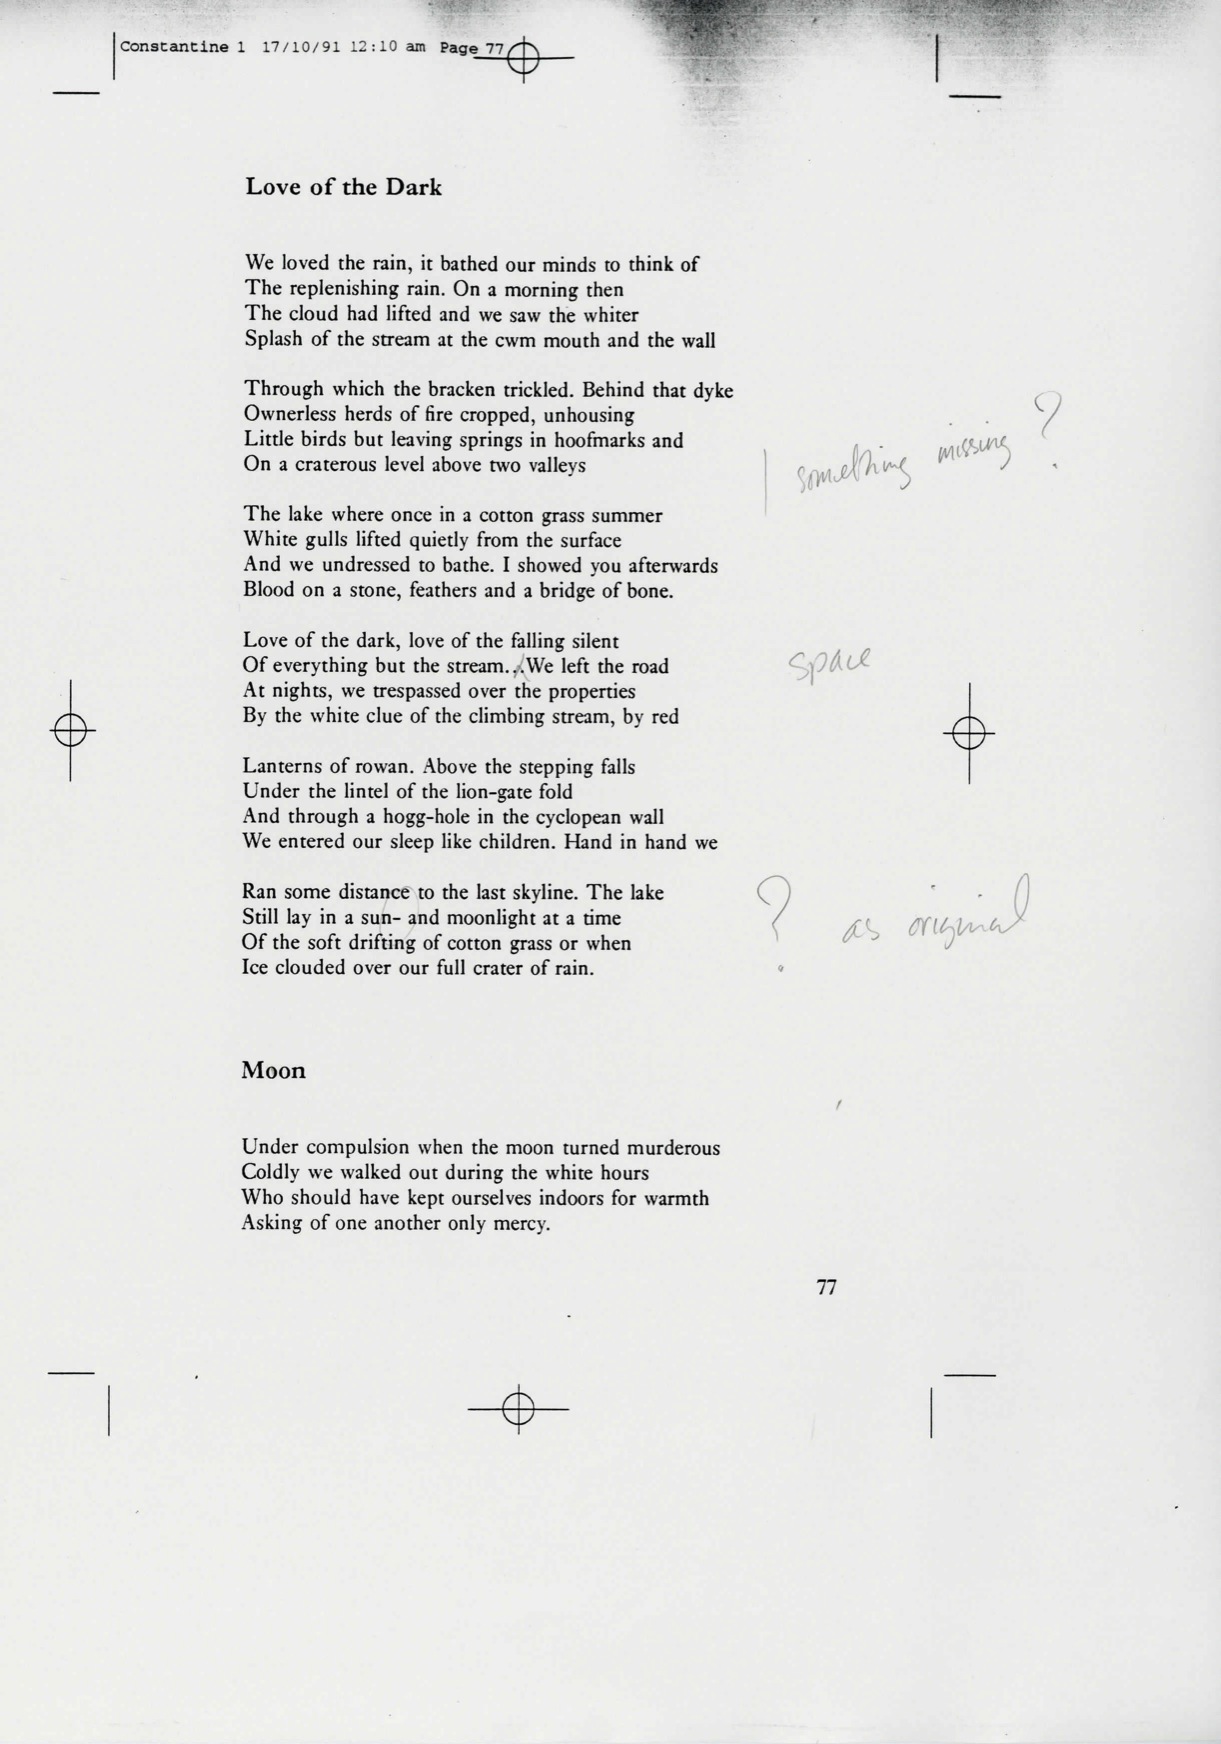 Constantine 1 17/10/91 12:10 am Page 77
Love of the Dark
We loved the rain, it bathed our minds to think of
The replenishing rain. On a morning then
The cloud had lifted and we saw the whiter
Splash of the stream at the cwm mouth and the wall
Through which the bracken trickled. Behind that dyke
Ownerless herds of fire cropped, unhousing
Little birds but leaving springs in hoofmarks and
On a craterous level above two valleys
something missing?
The lake where once in a cotton grass summer
White gulls lifted quietly from the surface
And we undressed to bathe. I showed you afterwards
Blood on a stone, feathers and a bridge of bone.
Love of the dark, love of the falling silent
Of everything but the stream...We left the road
space
At nights, we trespassed over the properties
By the white clue of the climbing stream, by red
Lanterns of rowan. Above the stepping falls
Under the lintel of the lion-gate fold
And through a hogg-hole in the cyclopean wall
We entered our sleep like children. Hand in hand we
Ran some distance to the last skyline. The lake
Still lay in a sun- and moonlight at a time
? as original
Of the soft drifting of cotton grass or when
Ice clouded over our full crater of rain.
Moon
Under compulsion when the moon turned murderous
Coldly we walked out during the white hours
Who should have kept ourselves indoors for warmth
Asking of one another only mercy.
77